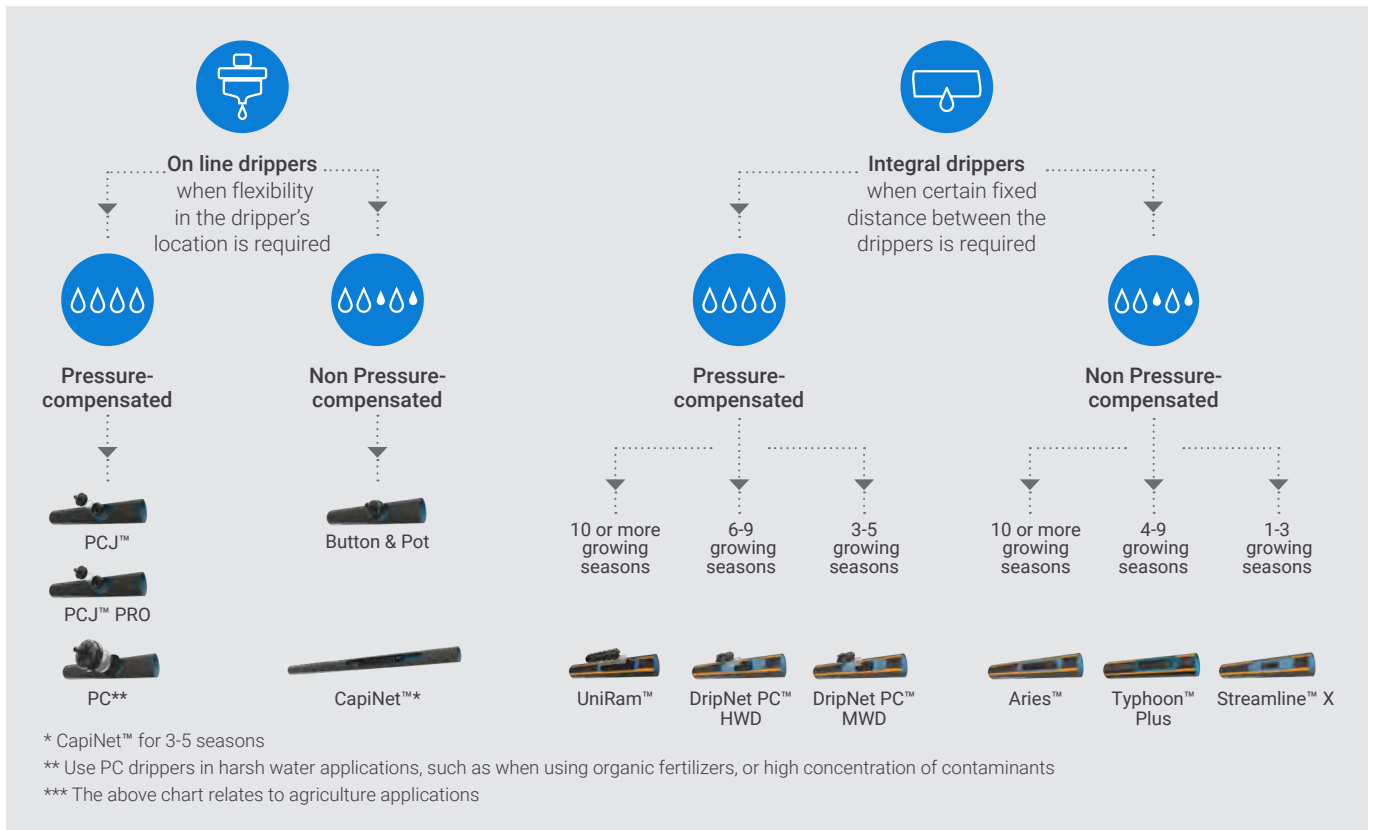 On line drippers
when flexibility
in the dripper's
location is required
Pressure-
compensated
PCJ™
PCJ™ PRO
PC**
Non Pressure-
compensated
Button & Pot
CapiNet™*
Integral drippers
when certain fixed
distance between the
drippers is required
Pressure-
compensated
10 or more
growing
seasons
UniRam™
6-9
growing
seasons
DripNet PC™
HWD
3-5
growing
seasons
DripNet PC™
MWD
Non Pressure-
compensated
10 or more
growing
seasons
Aries™
4-9
growing
seasons
Typhoon™
Plus
1-3
growing
seasons
Streamline™ X
* CapiNet™ for 3-5 seasons
** Use PC drippers in harsh water applications, such as when using organic fertilizers, or high concentration of contaminants
*** The above chart relates to agriculture applications